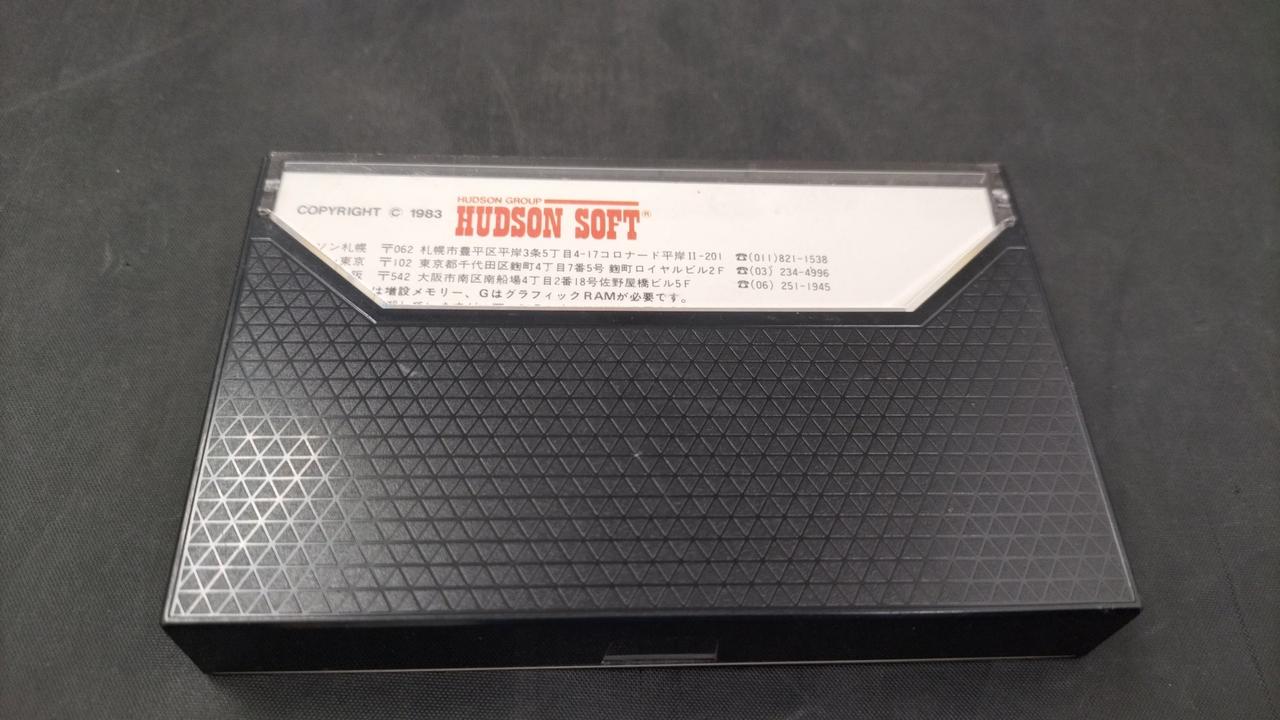 COPYRIGHT © 1983
HUDSON GROUP
HUDSON SOFT®
ソン札幌 〒062 札幌市豊平区平岸3条5丁目4-17コロナード平岸II-201 ☎(011)821-1538
東京 〒102 東京都千代田区麹町4丁目7番5号 麹町ロイヤルビル2F ☎(03) 234-4996
阪 〒542 大阪市南区南船場4丁目2番18号佐野屋橋ビル5F ☎(06) 251-1945
は増設メモリー、GはグラフィックRAMが必要です。